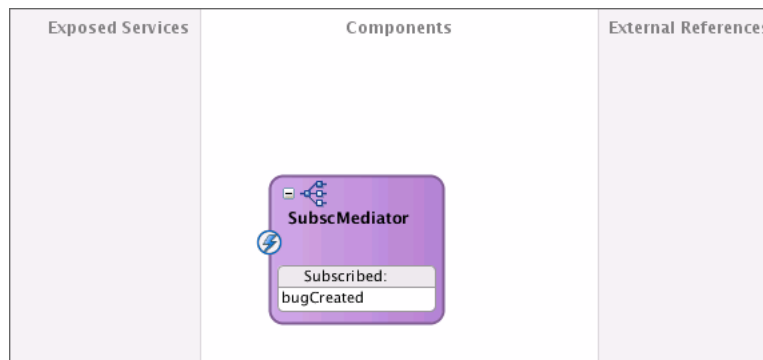 Exposed Services
Components
External References
SubscMediator
Subscribed:
bugCreated